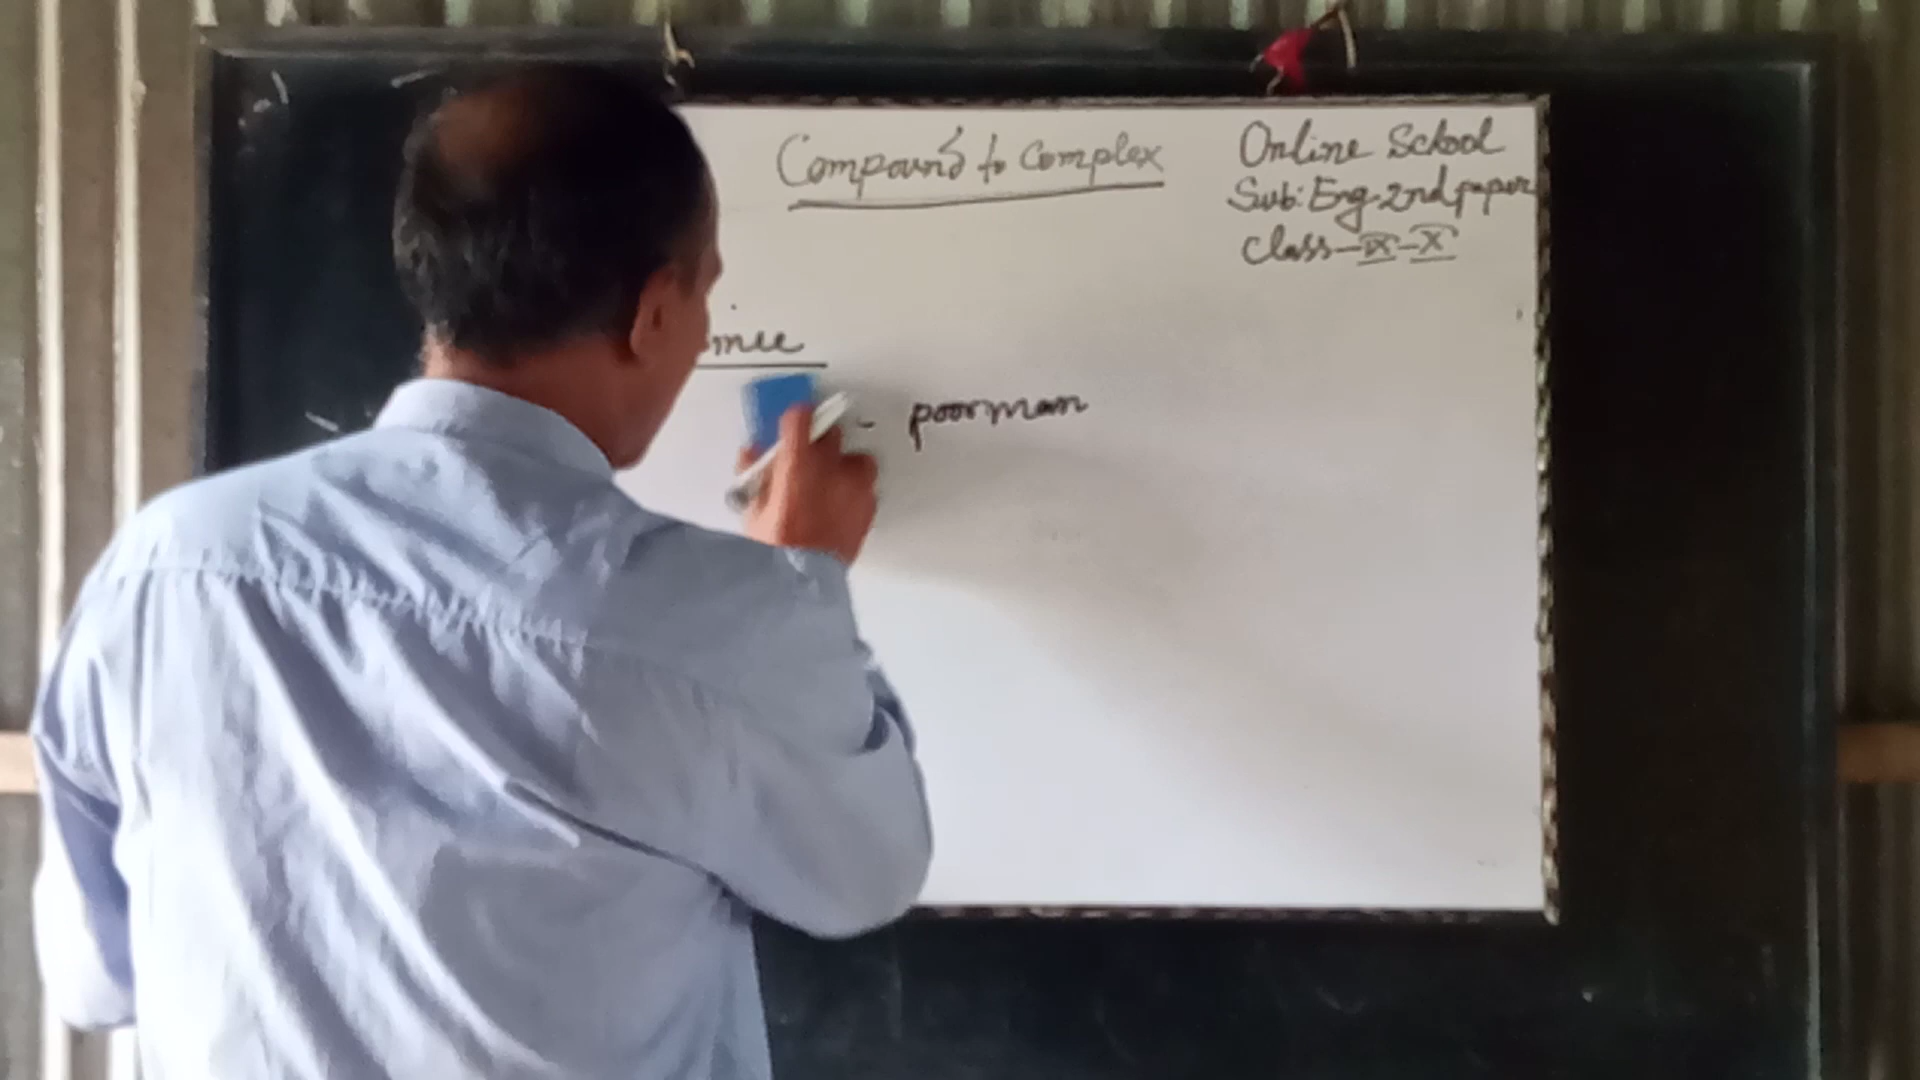 Compound to Complex
Online School
Sub: Eng 2nd paper
Class—IX-X
- poorman